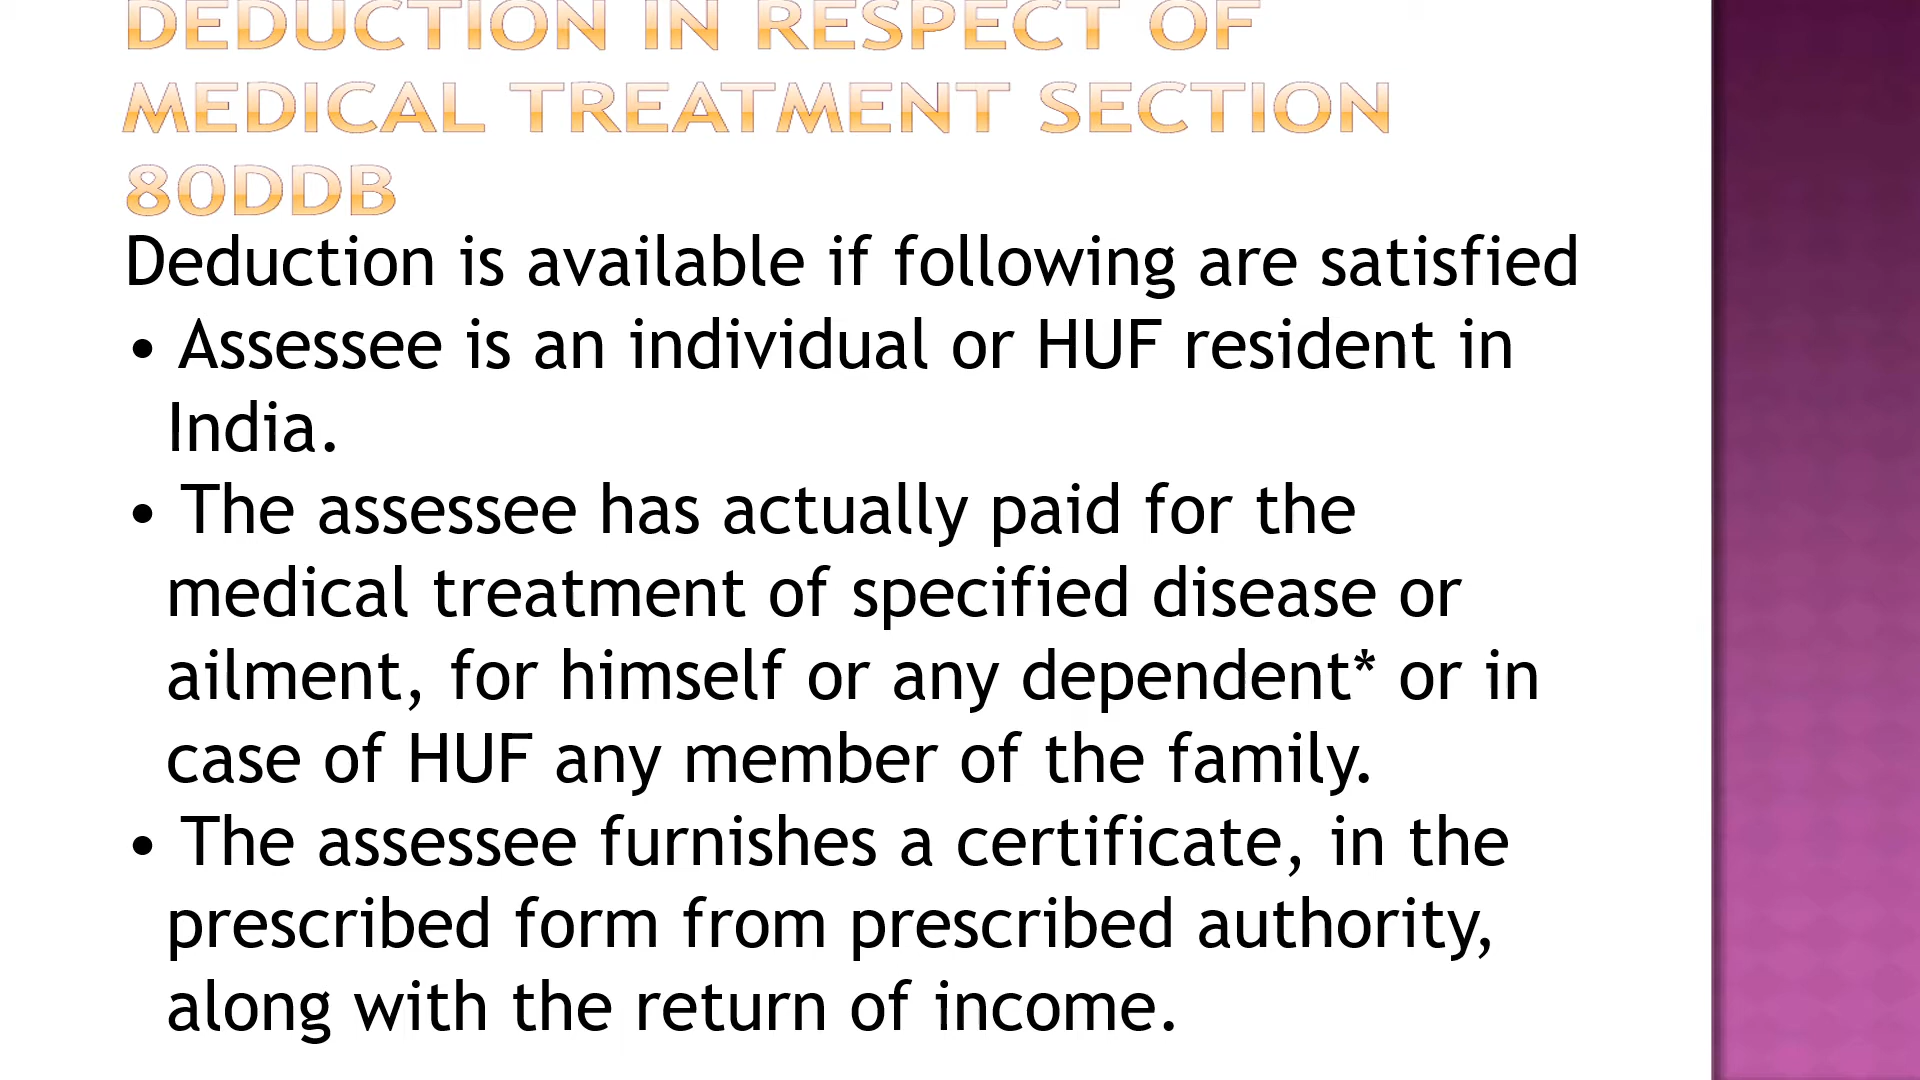 DEDUCTION IN RESPECT OF
MEDICAL TREATMENT SECTION
80DDB
Deduction is available if following are satisfied
• Assessee is an individual or HUF resident in
India.
• The assessee has actually paid for the
medical treatment of specified disease or
ailment, for himself or any dependent* or in
case of HUF any member of the family.
• The assessee furnishes a certificate, in the
prescribed form from prescribed authority,
along with the return of income.